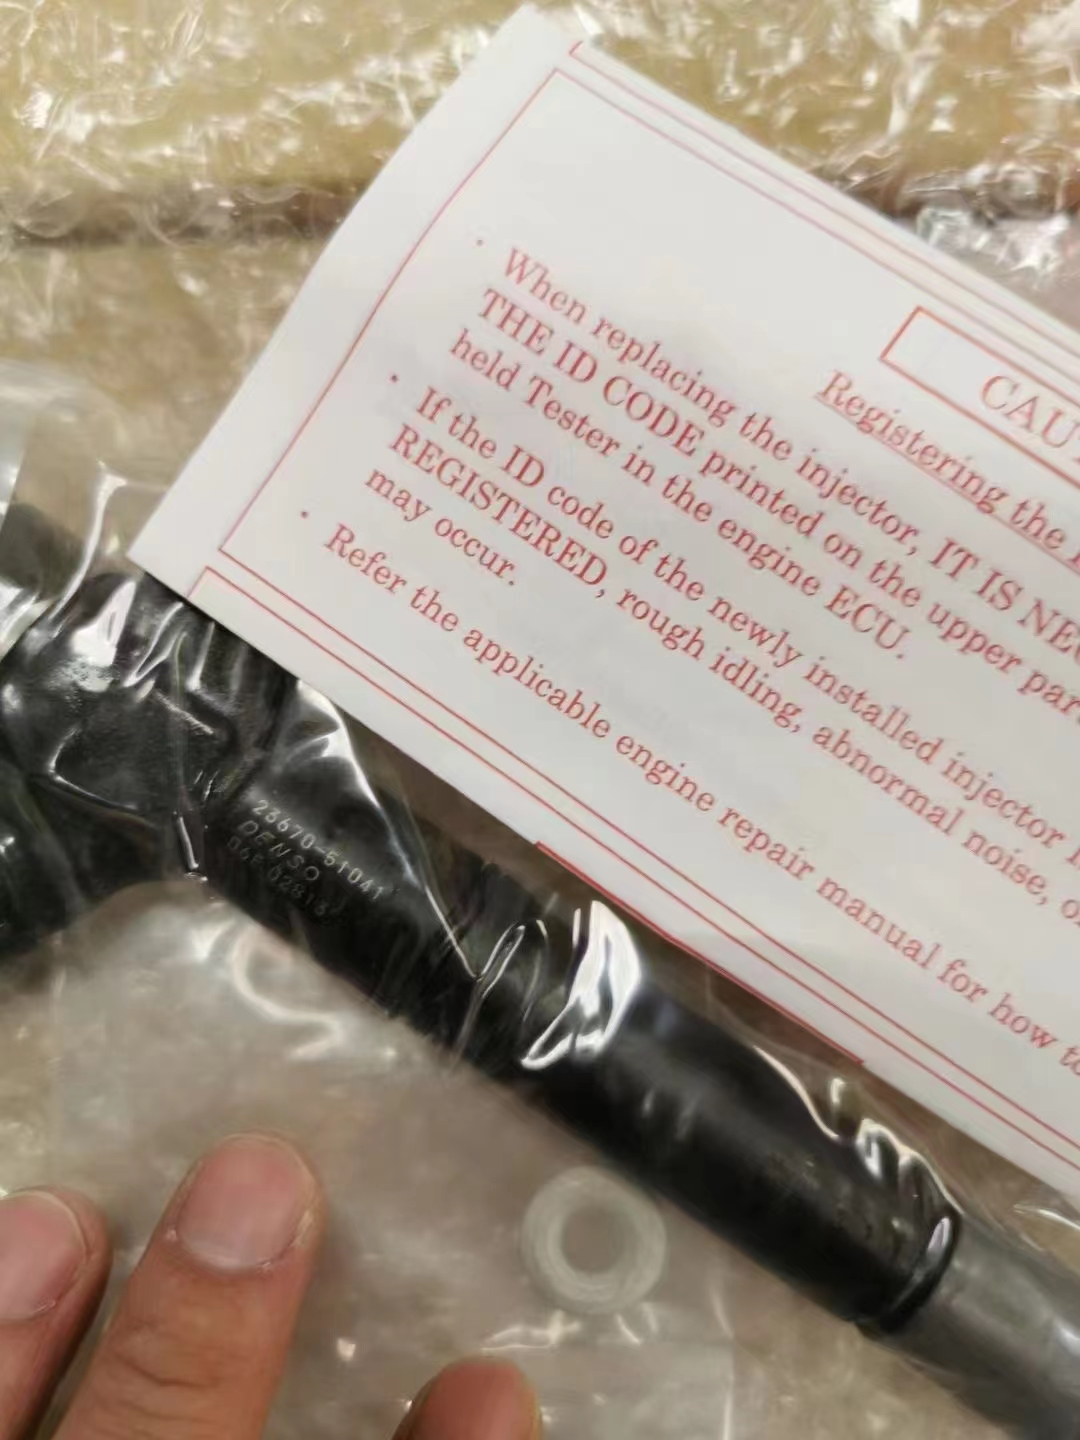 CAU
Registering the
· When replacing the injector, IT IS NE
THE ID CODE printed on the upper par
held Tester in the engine ECU.
· If the ID code of the newly installed injector
REGISTERED, rough idling, abnormal noise, o
may occur.
· Refer the applicable engine repair manual for how to
23670-51041
DENSO